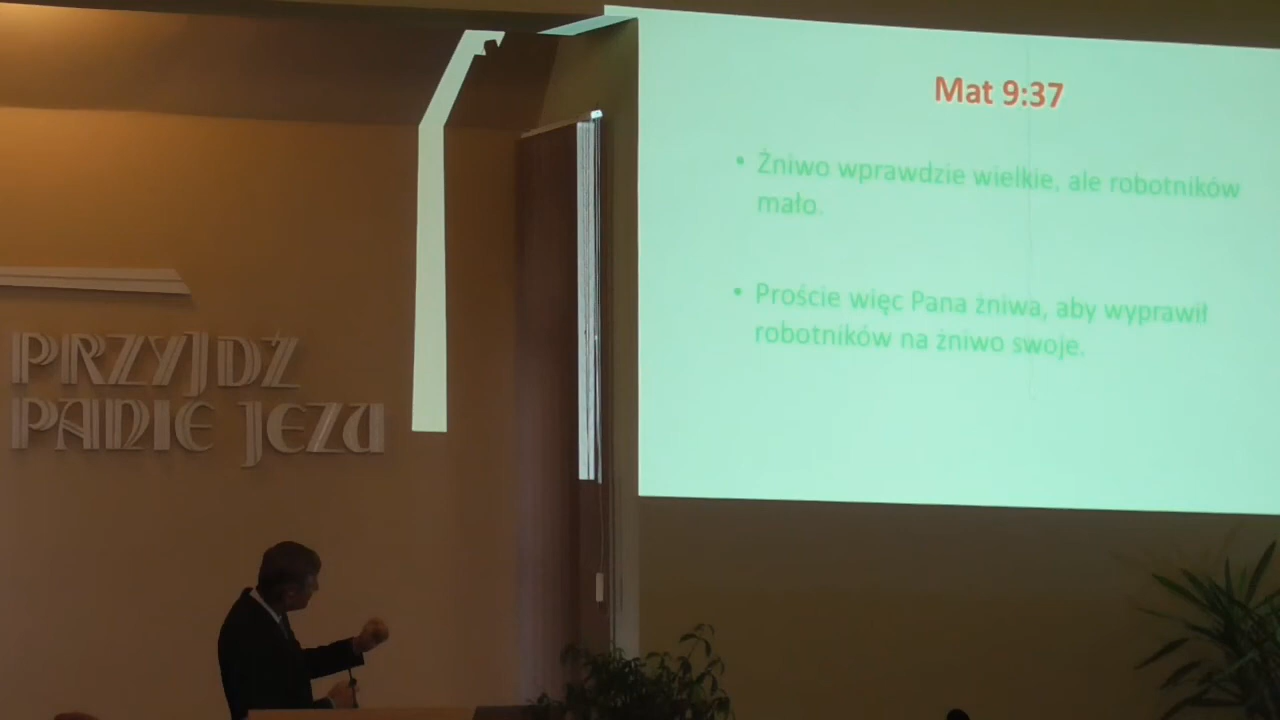 Mat 9:37
• Żniwo wprawdzie wielkie, ale robotników
mało.
• Proście więc Pana żniwa, aby wyprawił
robotników na żniwo swoje.
PRZYJDŹ
PANIE JEZU